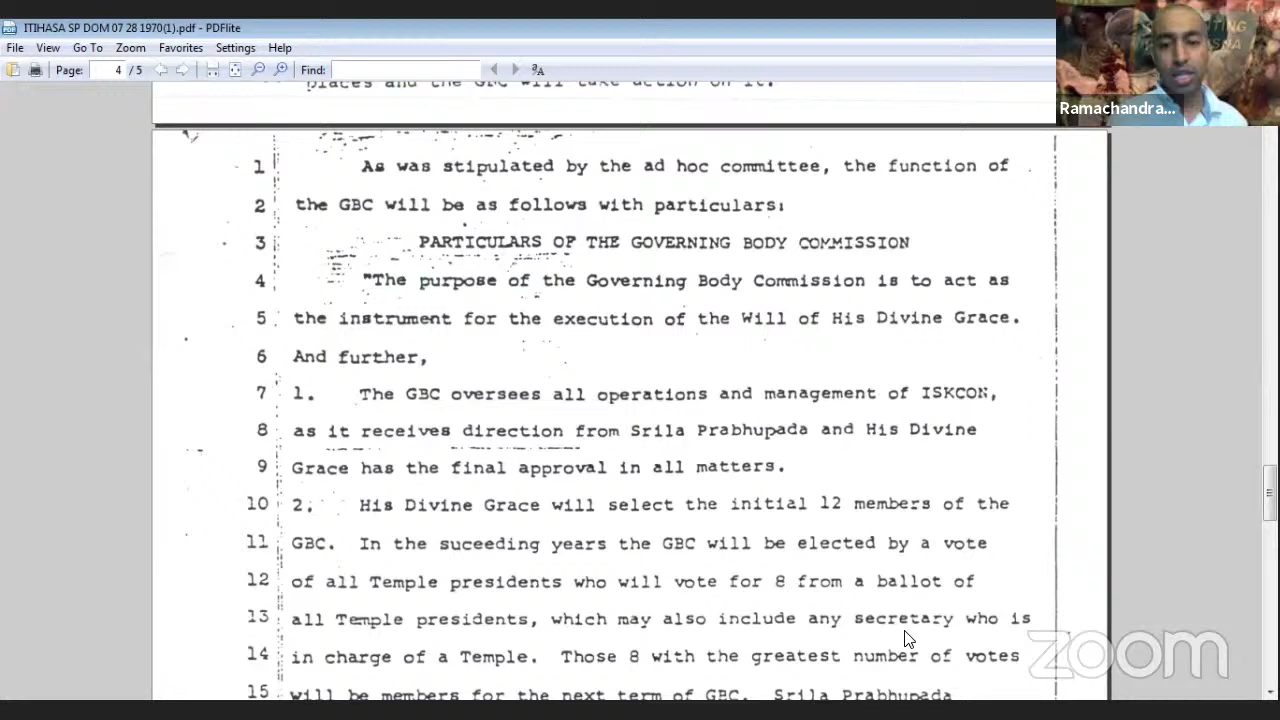 ITIHASA SP DOM 07 28 1970(1).pdf - PDFlite
File View Go To Zoom Favorites Settings Help
Page: 4 / 5 Find:
places and the GBC will take action on it.
1 As was stipulated by the ad hoc committee, the function of
2 the GBC will be as follows with particulars:
3 PARTICULARS OF THE GOVERNING BODY COMMISSION
4 "The purpose of the Governing Body Commission is to act as
5 the instrument for the execution of the Will of His Divine Grace.
6 And further,
7 1. The GBC oversees all operations and management of ISKCON,
8 as it receives direction from Srila Prabhupada and His Divine
9 Grace has the final approval in all matters.
10 2. His Divine Grace will select the initial 12 members of the
11 GBC. In the suceeding years the GBC will be elected by a vote
12 of all Temple presidents who will vote for 8 from a ballot of
13 all Temple presidents, which may also include any secretary who is
14 in charge of a Temple. Those 8 with the greatest number of votes
15 will be members for the next term of GBC. Srila Prabhupada
Ramachandra...
zoom